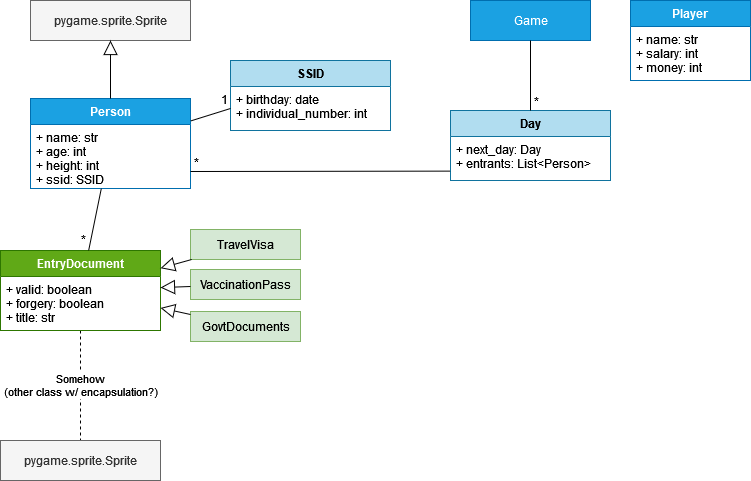 pygame.sprite.Sprite
Game
Player
+ name: str
+ salary: int
+ money: int
SSID
+ birthday: date
+ individual_number: int
1
*
Person
+ name: str
+ age: int
+ height: int
+ ssid: SSID
*
Day
+ next_day: Day
+ entrants: List<Person>
*
EntryDocument
+ valid: boolean
+ forgery: boolean
+ title: str
TravelVisa
VaccinationPass
GovtDocuments
Somehow
(other class w/ encapsulation?)
pygame.sprite.Sprite